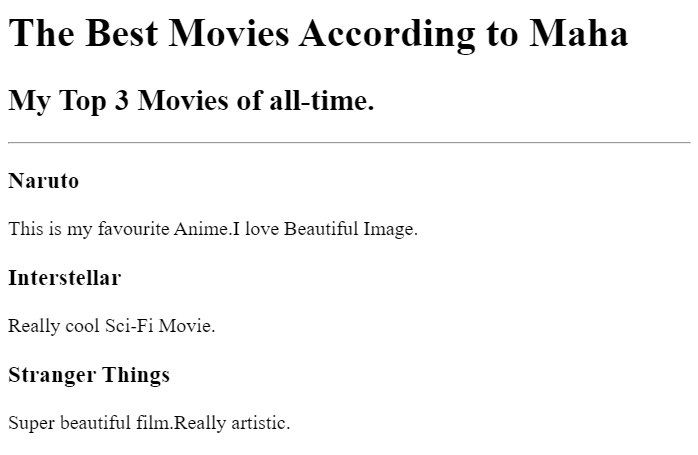 The Best Movies According to Maha
My Top 3 Movies of all-time.
Naruto
This is my favourite Anime.I love Beautiful Image.
Interstellar
Really cool Sci-Fi Movie.
Stranger Things
Super beautiful film.Really artistic.